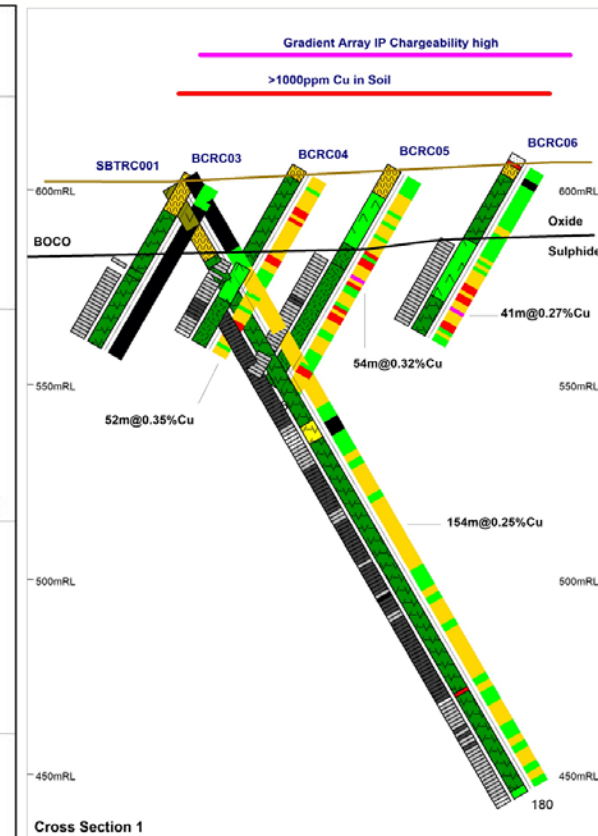 Gradient Array IP Chargeability high
>1000ppm Cu in Soil
SBTRC001
BCRC03
BCRC04
BCRC05
BCRC06
600mRL
600mRL
BOCO
Oxide
Sulphide
41m@0.27%Cu
54m@0.32%Cu
550mRL
550mRL
52m@0.35%Cu
154m@0.25%Cu
500mRL
500mRL
450mRL
450mRL
180
Cross Section 1